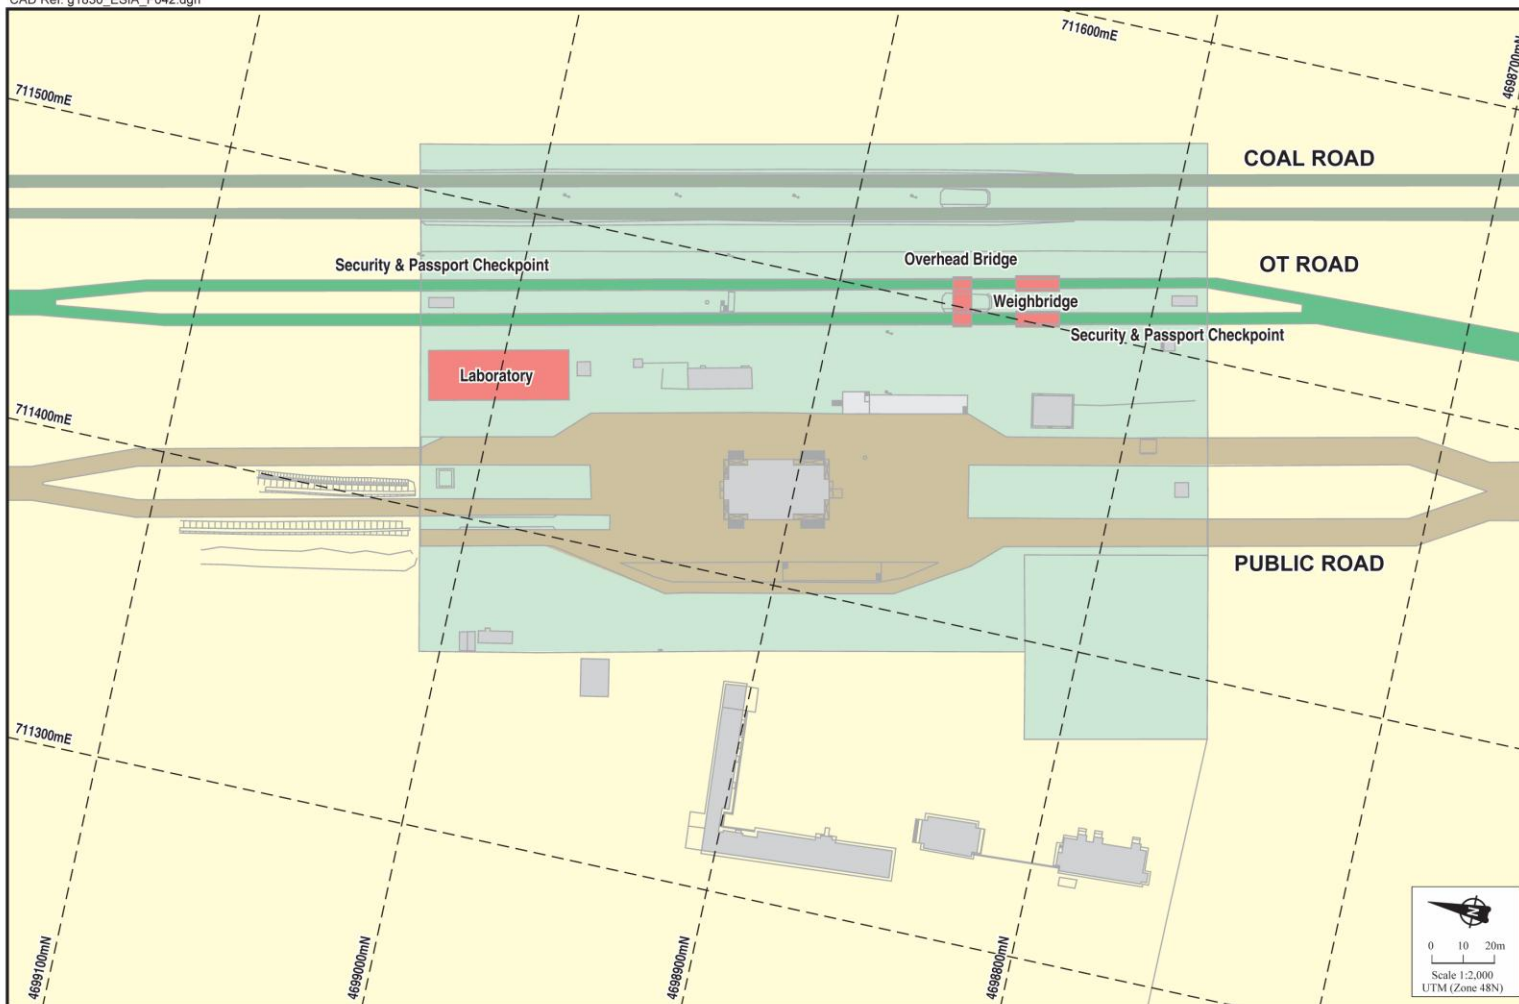 711600mE
4698700mN
711500mE
COAL ROAD
Security & Passport Checkpoint
Overhead Bridge
OT ROAD
Weighbridge
Security & Passport Checkpoint
Laboratory
711400mE
PUBLIC ROAD
711300mE
4699100mN
4699000mN
4698900mN
4698800mN
N
0 10 20m
Scale 1:2,000
UTM (Zone 48N)